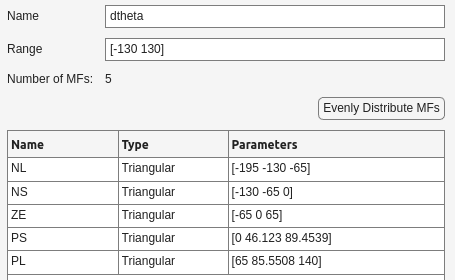 Name dtheta
Range [-130 130]
Number of MFs: 5
Evenly Distribute MFs
Name Type Parameters
NL Triangular [-195 -130 -65]
NS Triangular [-130 -65 0]
ZE Triangular [-65 0 65]
PS Triangular [0 46.123 89.4539]
PL Triangular [65 85.5508 140]